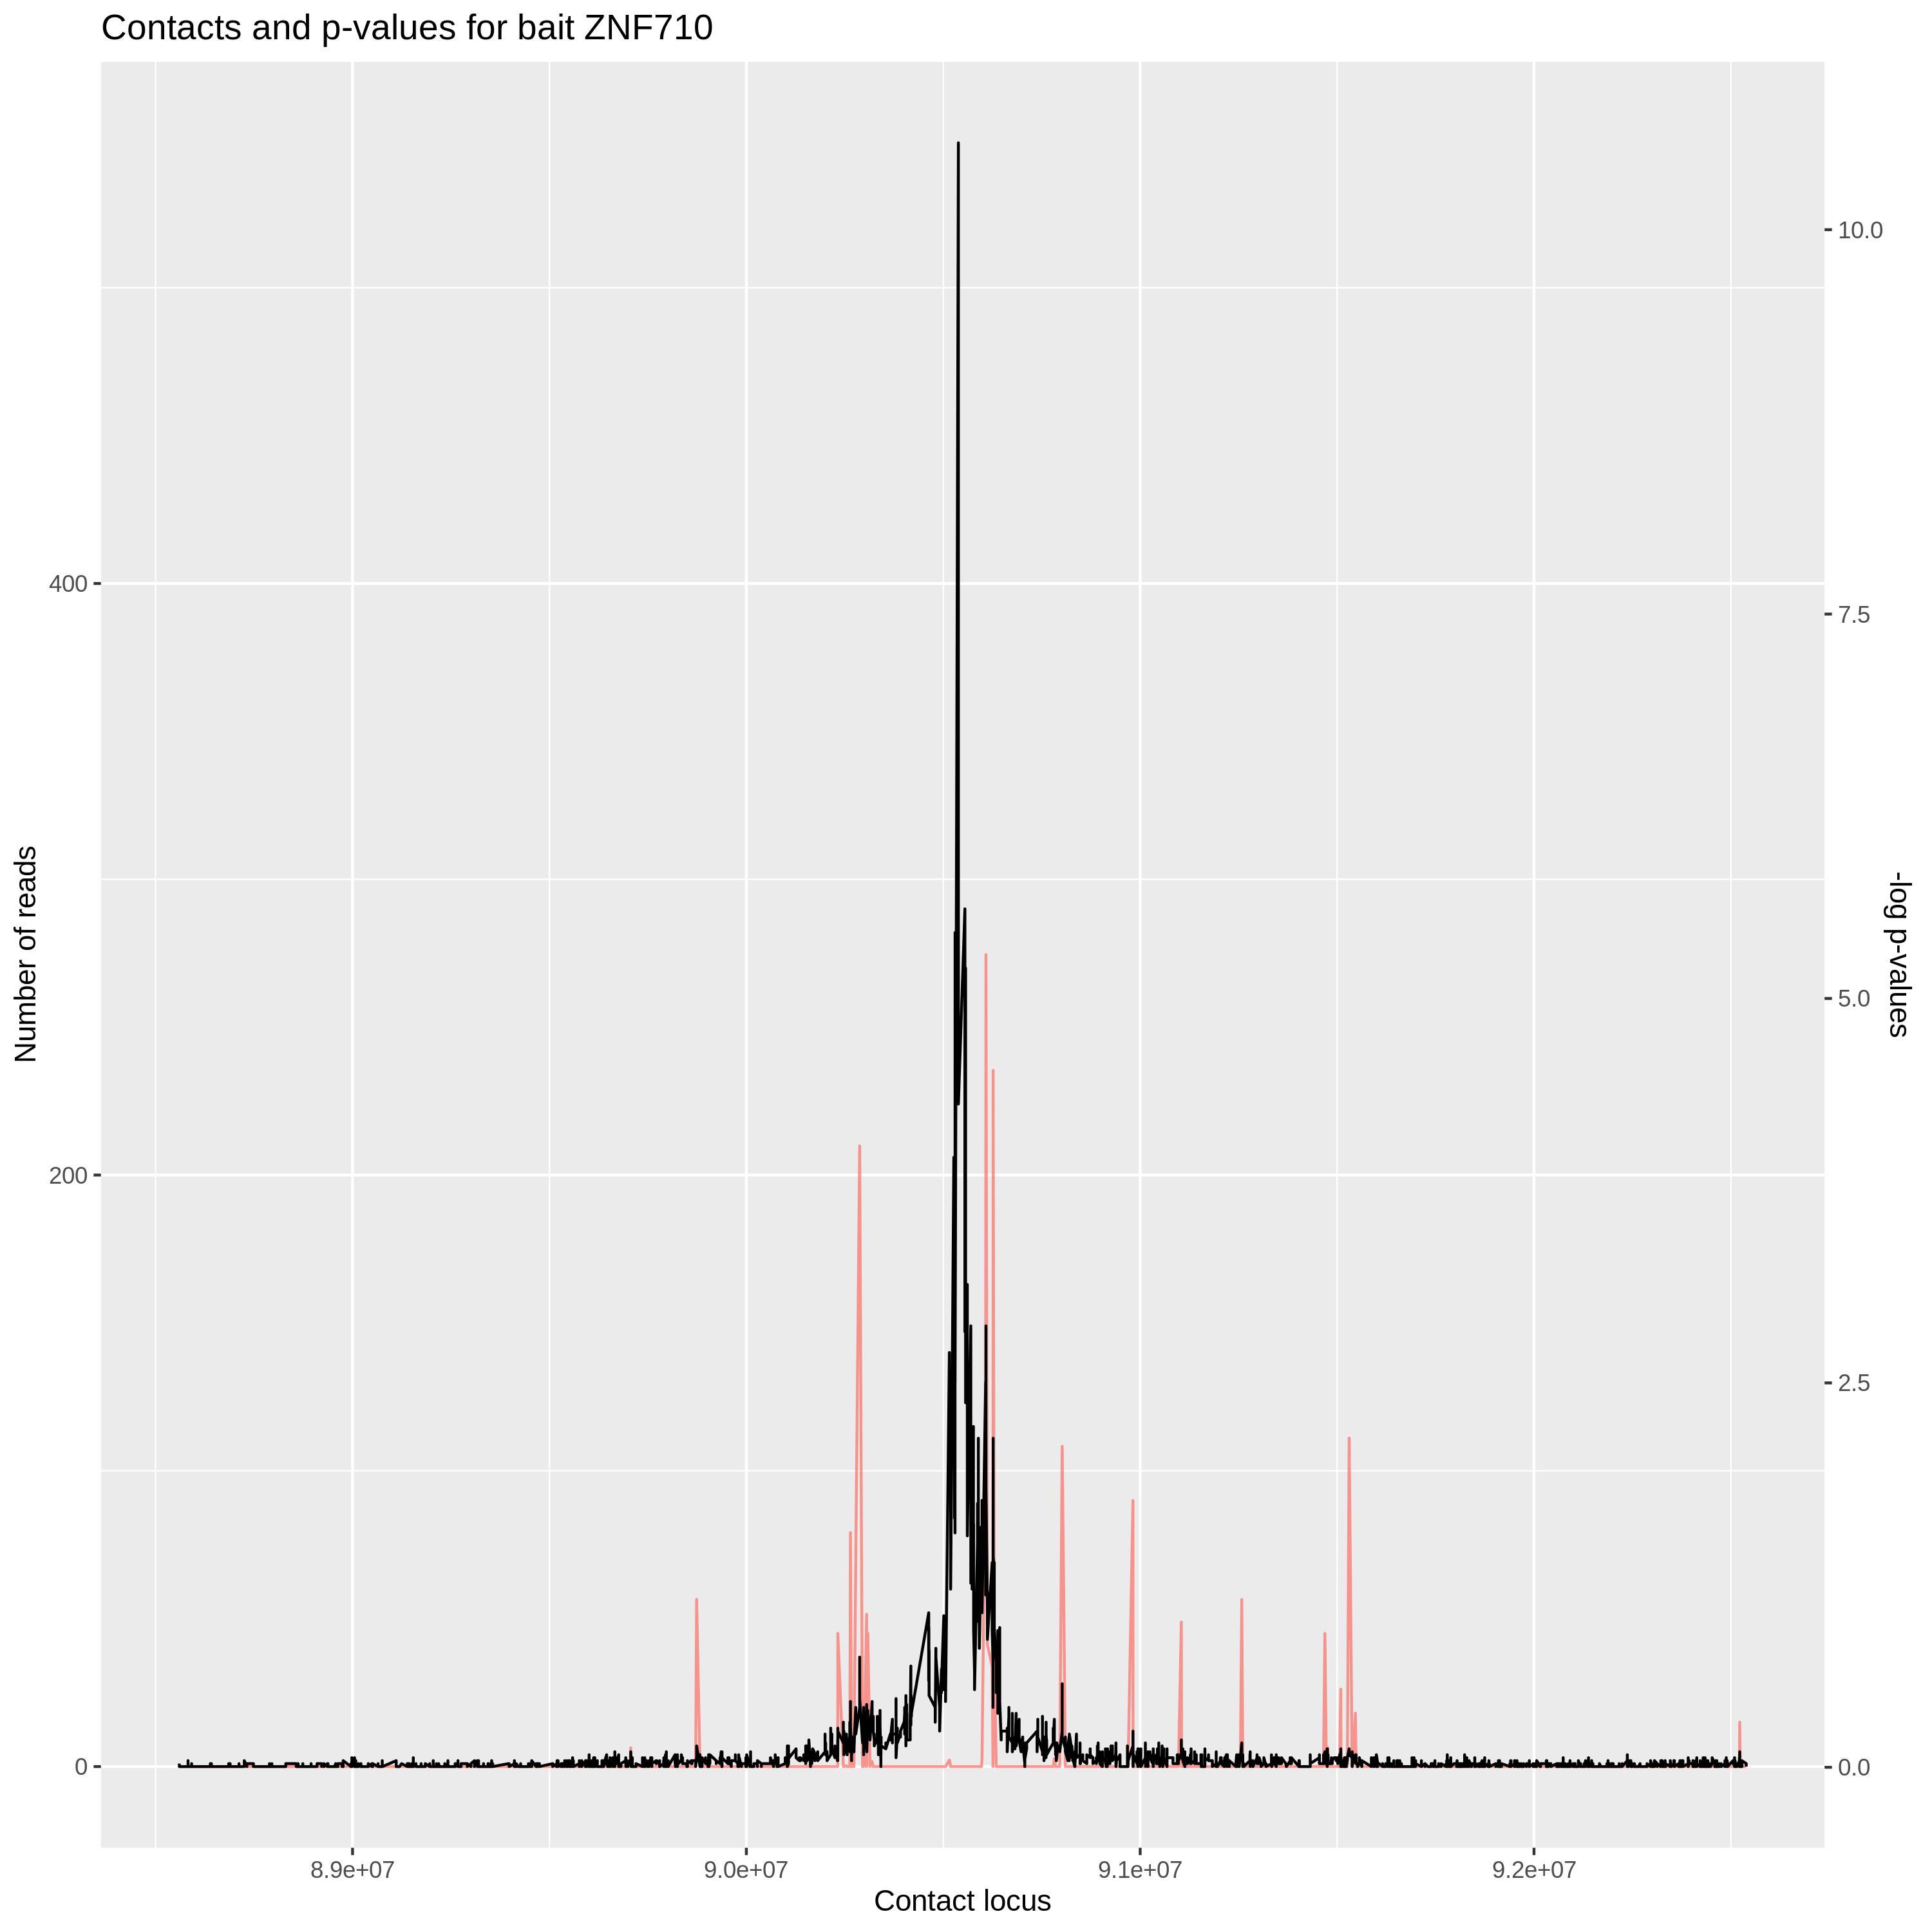 Contacts and p-values for bait ZNF710
Number of reads
400
200
0
10.0
7.5
5.0
2.5
0.0
-log p-values
8.9e+07
9.0e+07
9.1e+07
9.2e+07
Contact locus